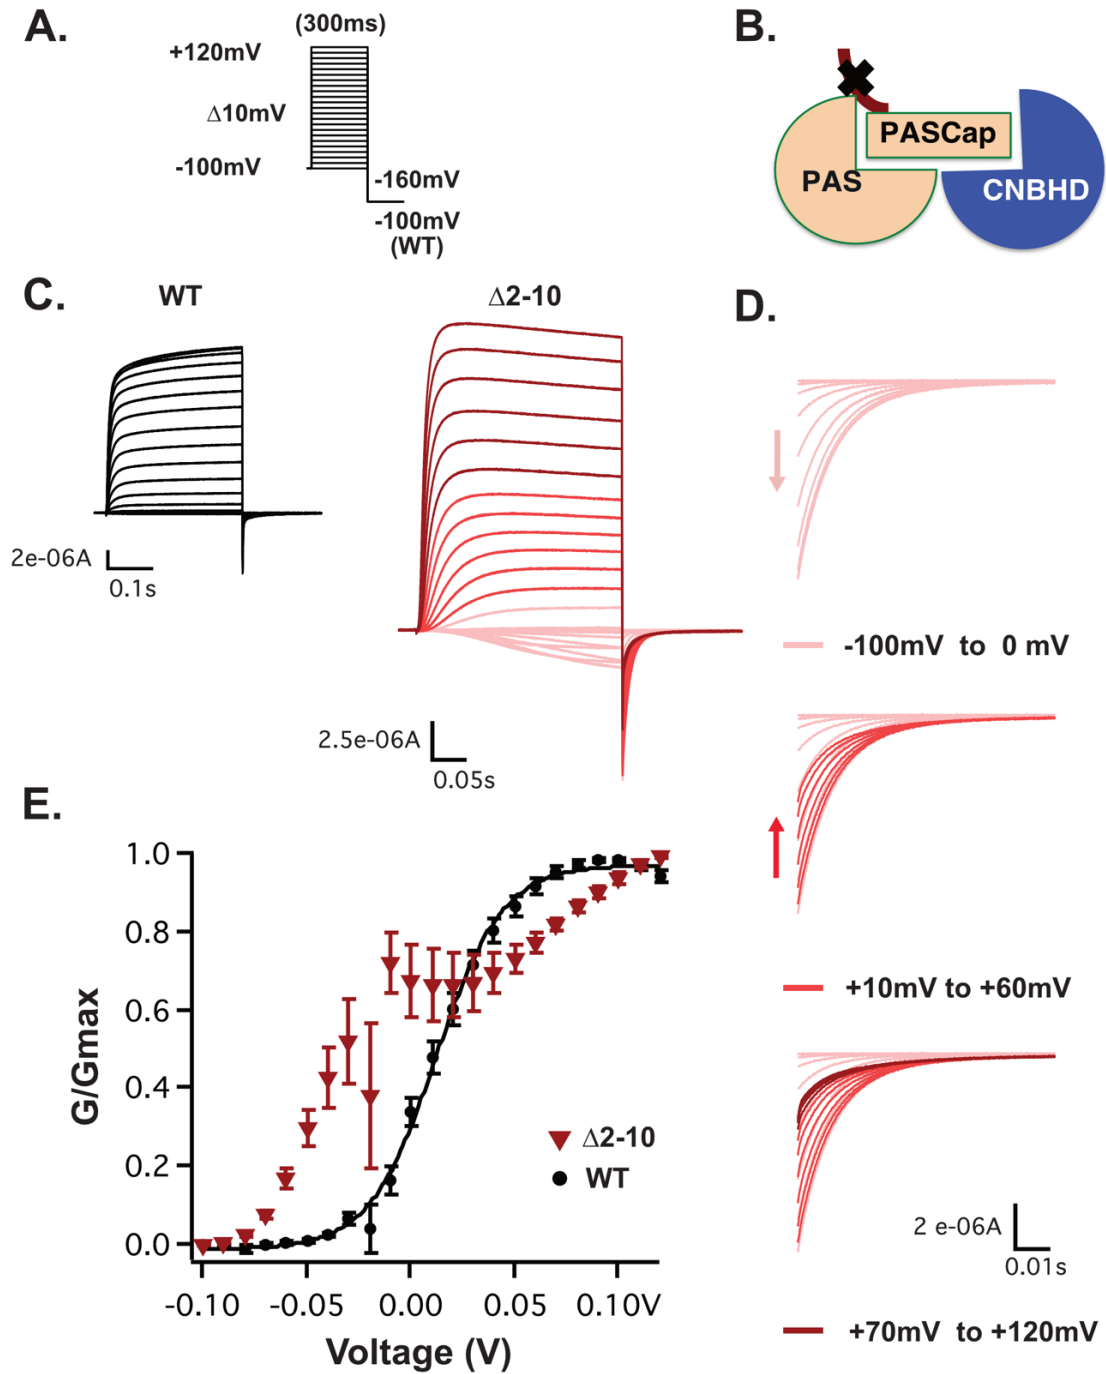 A.
(300ms)
+120mV
Δ10mV
-100mV
-160mV
-100mV
(WT)
B.
PASCap
PAS
CNBHD
C.
WT
Δ2-10
2e-06A
0.1s
2.5e-06A
0.05s
D.
-100mV to 0 mV
+10mV to +60mV
2 e-06A
0.01s
+70mV to +120mV
E.
1.0
0.8
0.6
0.4
0.2
0.0
G/Gmax
Δ2-10
WT
-0.10 -0.05 0.00 0.05 0.10V
Voltage (V)